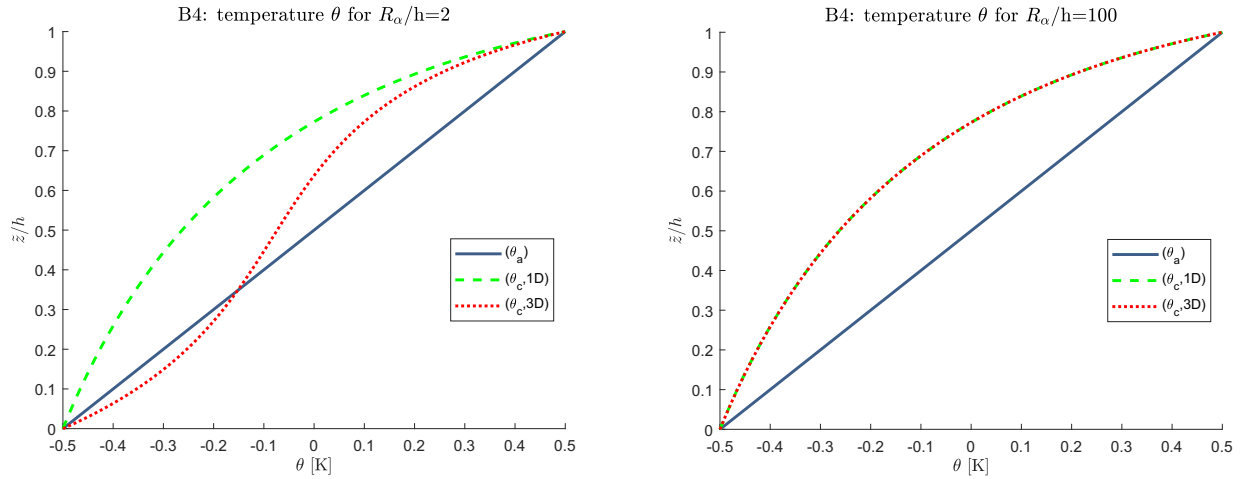 B4: temperature θ for R_α/h=2
1
0.9
0.8
0.7
0.6
0.5
0.4
0.3
0.2
0.1
0
z̃/h
(θ_a)
(θ_c,1D)
(θ_c,3D)
-0.5 -0.4 -0.3 -0.2 -0.1 0 0.1 0.2 0.3 0.4 0.5
θ [K]
B4: temperature θ for R_α/h=100
1
0.9
0.8
0.7
0.6
0.5
0.4
0.3
0.2
0.1
0
z̃/h
(θ_a)
(θ_c,1D)
(θ_c,3D)
-0.5 -0.4 -0.3 -0.2 -0.1 0 0.1 0.2 0.3 0.4 0.5
θ [K]